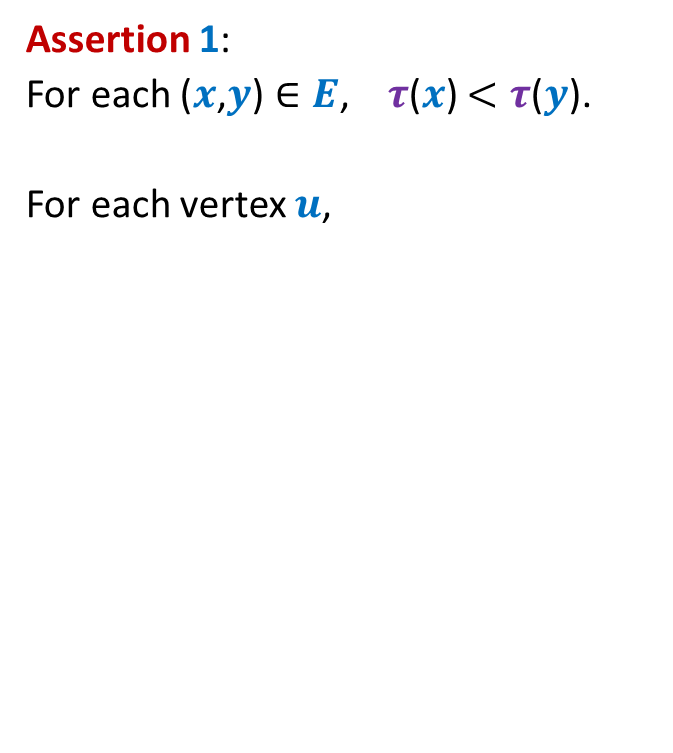 Assertion 1:
For each (x,y) ∈ E, τ(x) < τ(y).
For each vertex u,